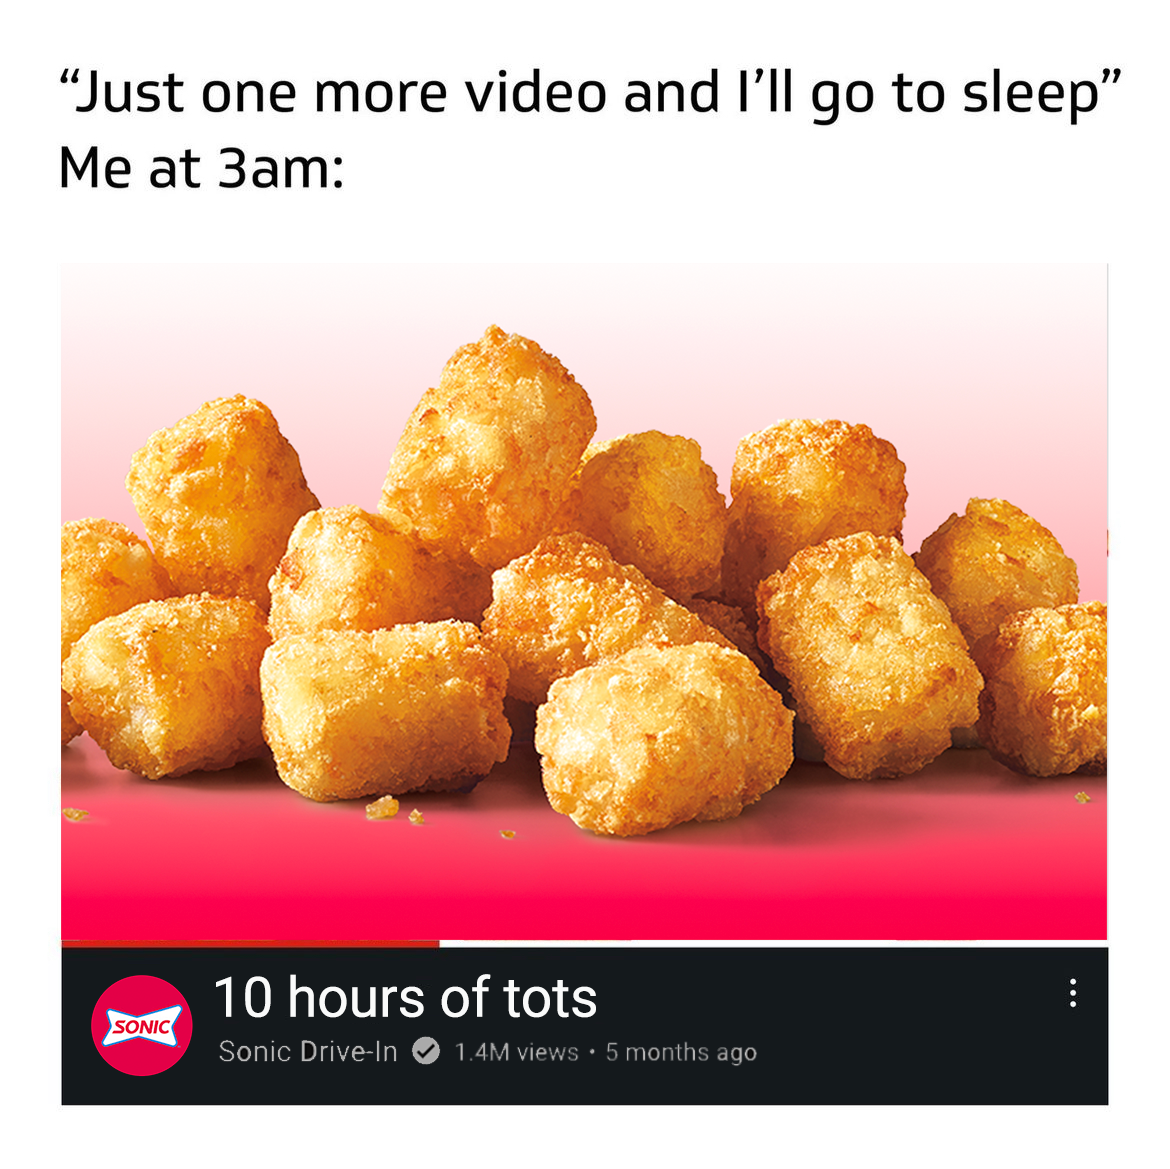 “Just one more video and I’ll go to sleep”
Me at 3am:
10 hours of tots
SONIC
Sonic Drive-In 1.4M views • 5 months ago